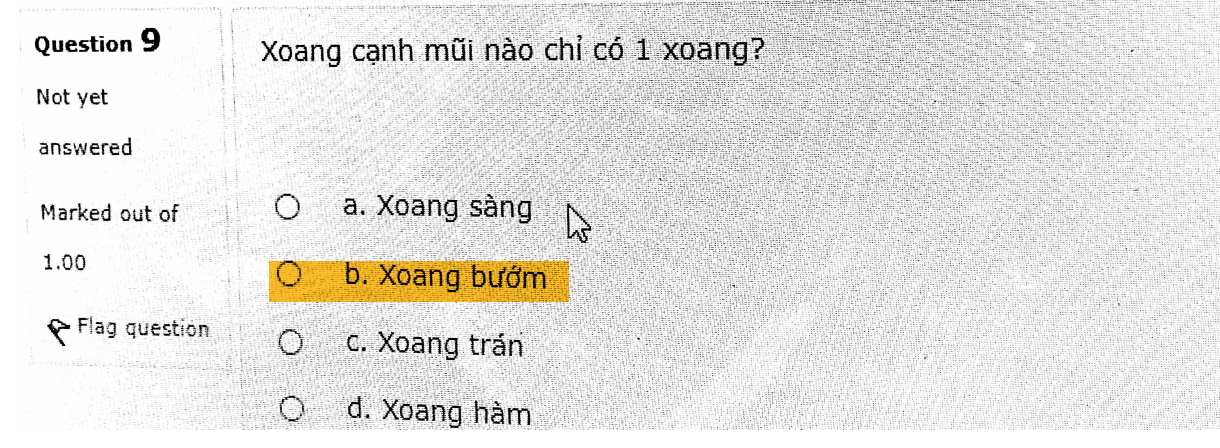 Question 9
Not yet
answered
Marked out of
1.00
Flag question
Xoang cạnh mũi nào chỉ có 1 xoang?
a. Xoang sàng
b. Xoang bướm
c. Xoang trán
d. Xoang hàm